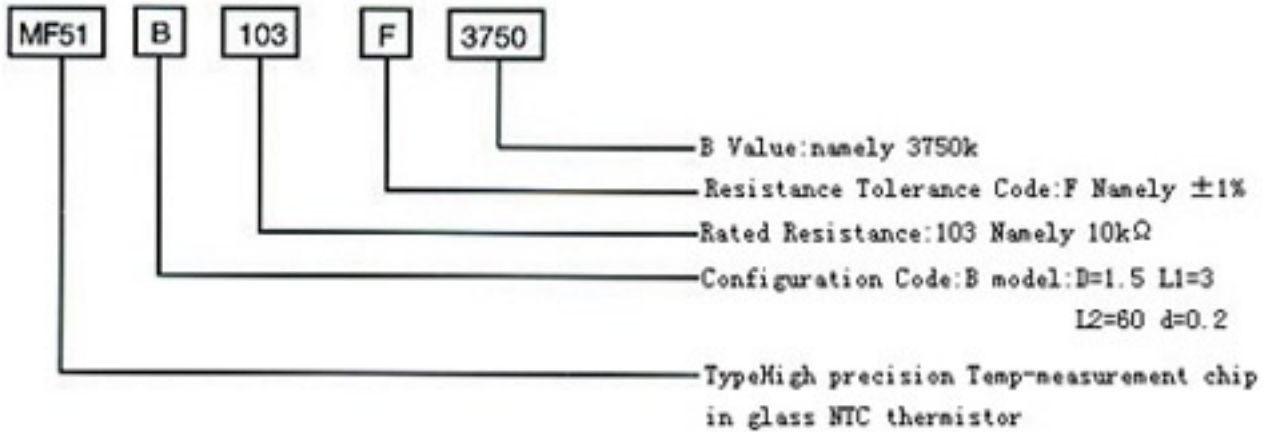 MF51 B 103 F 3750
B Value:namely 3750k
Resistance Tolerance Code:F Namely ±1%
Rated Resistance:103 Namely 10kΩ
Configuration Code:B model:D=1.5 L1=3
L2=60 d=0.2
TypeHigh precision Temp-measurement chip
in glass NTC thermistor